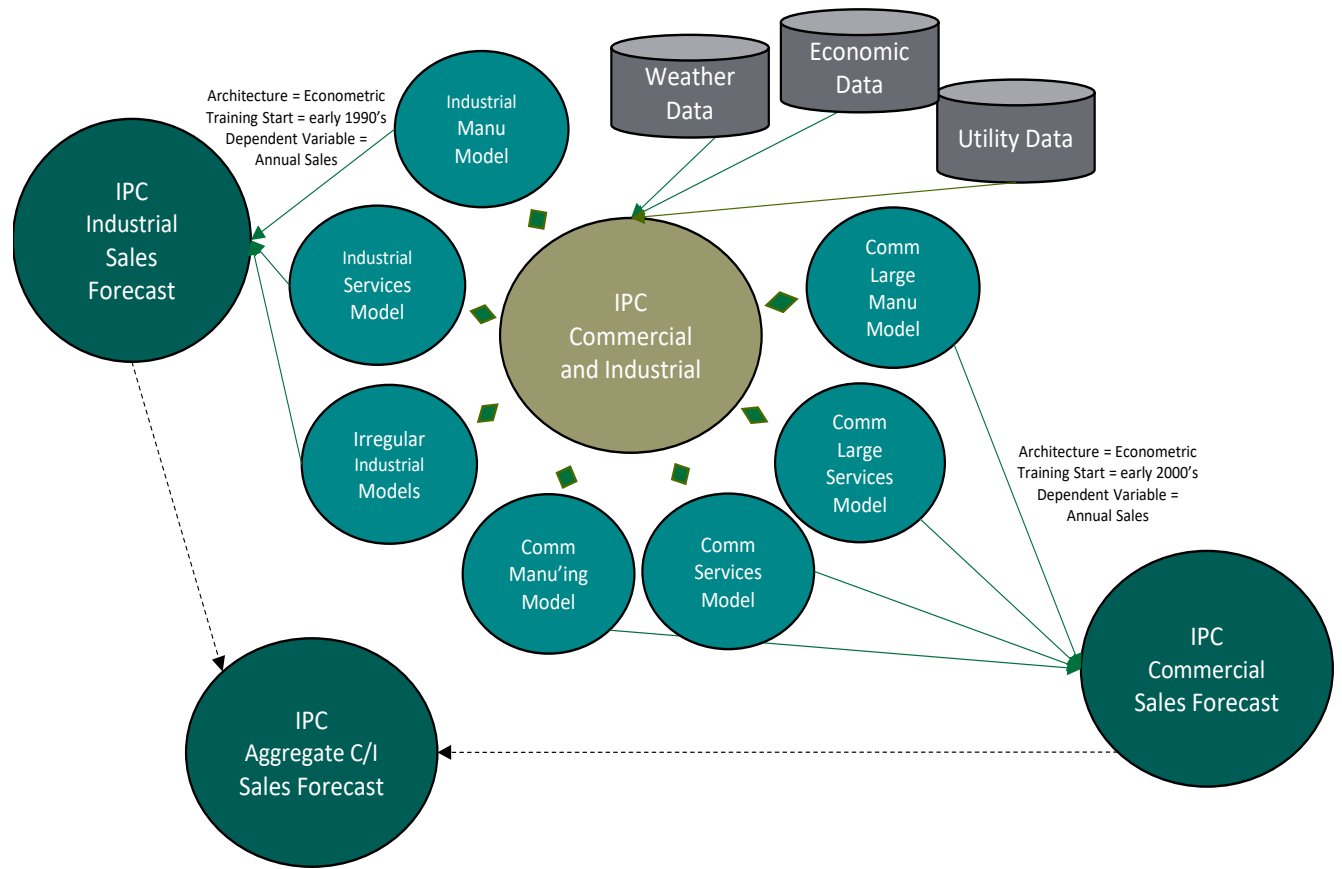 Weather
Data
Economic
Data
Utility Data
Architecture = Econometric
Training Start = early 1990's
Dependent Variable =
Annual Sales
Industrial
Manu
Model
IPC
Industrial
Sales
Forecast
Industrial
Services
Model
IPC
Commercial
and Industrial
Comm
Large
Manu
Model
Irregular
Industrial
Models
Comm
Large
Services
Model
Architecture = Econometric
Training Start = early 2000's
Dependent Variable =
Annual Sales
Comm
Manu'ing
Model
Comm
Services
Model
IPC
Commercial
Sales Forecast
IPC
Aggregate C/I
Sales Forecast